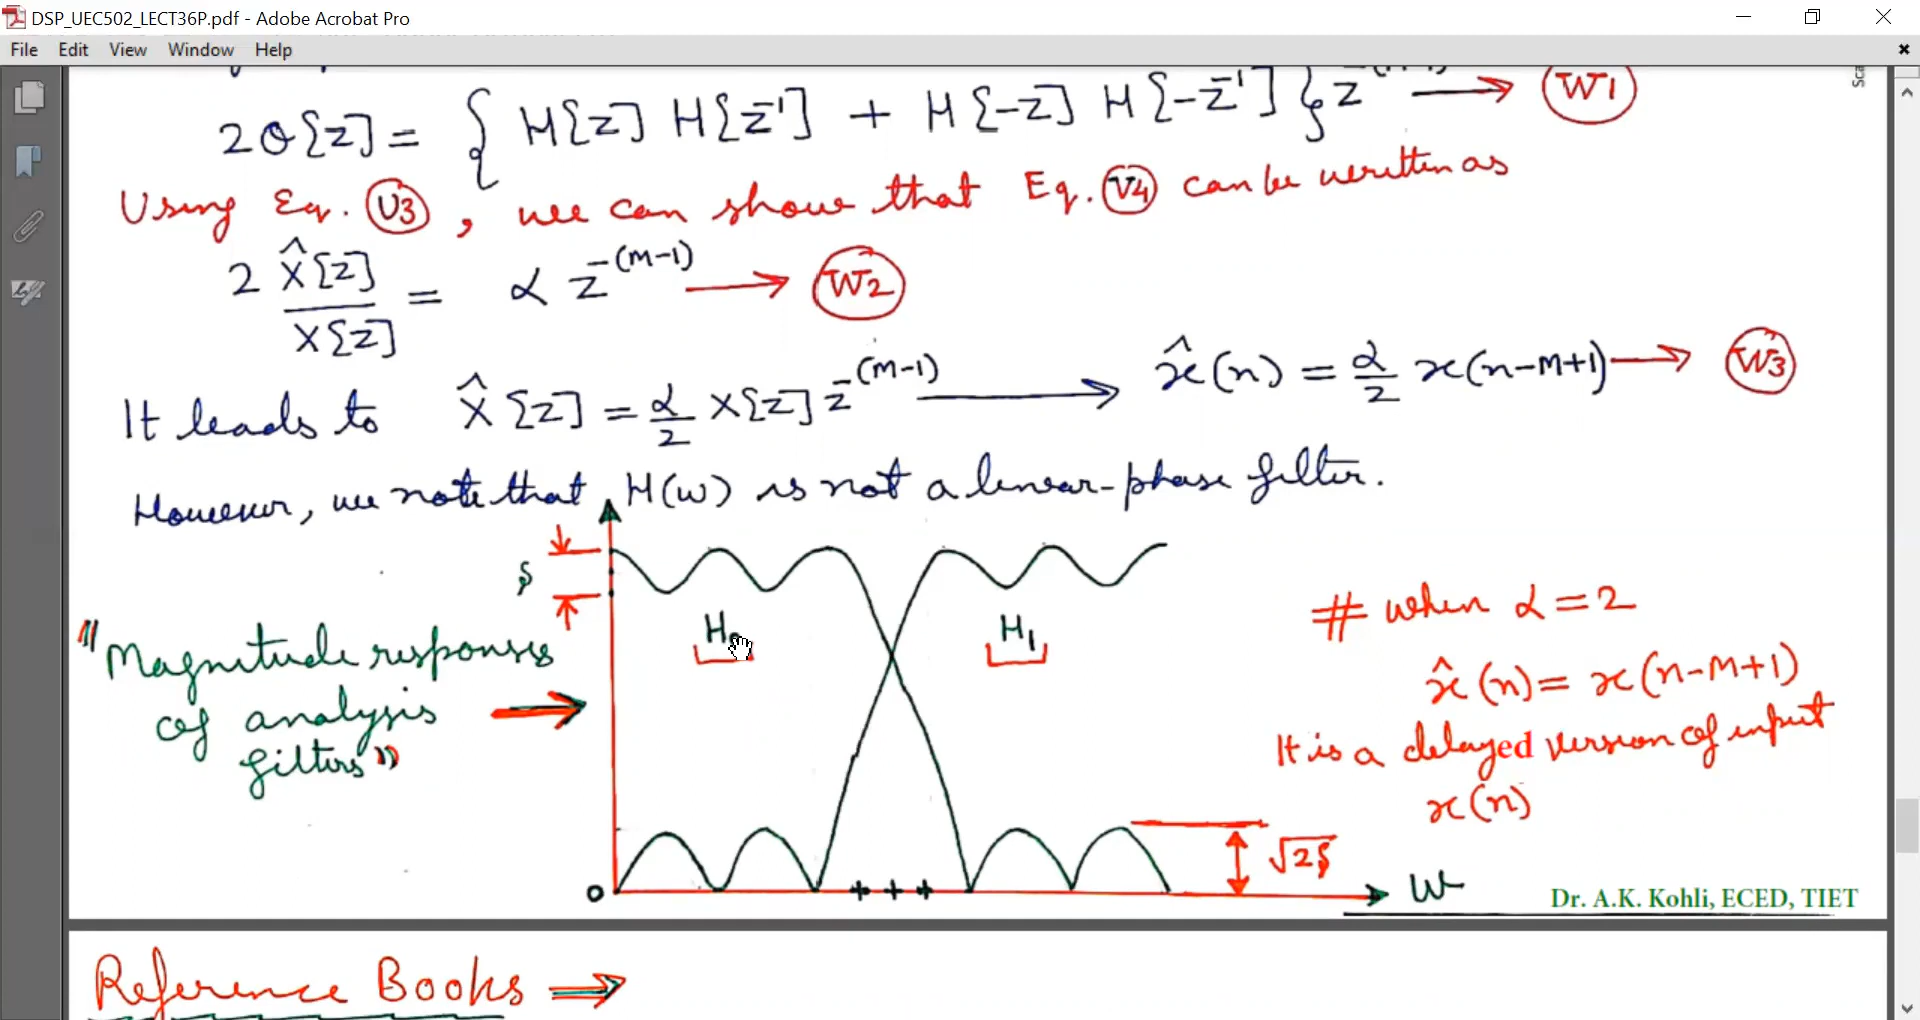 DSP_UEC502_LECT36P.pdf - Adobe Acrobat Pro
File Edit View Window Help
2Q[z] = { H[z] H[z⁻¹] + H[-z] H[-z⁻¹] } z → W1
Using Eq. V3, we can show that Eq. V4 can be written as
2 X̂[z] / X[z] = α z^-(M-1) → W2
It leads to X̂[z] = α/2 X[z] z^-(M-1) → x̂(n) = α/2 x(n-M+1) → W3
However, we note that H(w) is not a linear-phase filter.
δ
H₀ H₁
"Magnitude responses
of analysis
filters"
# when α = 2
x̂(n) = x(n-M+1)
It is a delayed version of input
x(n)
√2δ
0 w
Dr. A.K. Kohli, ECED, TIET
Reference Books ⇒